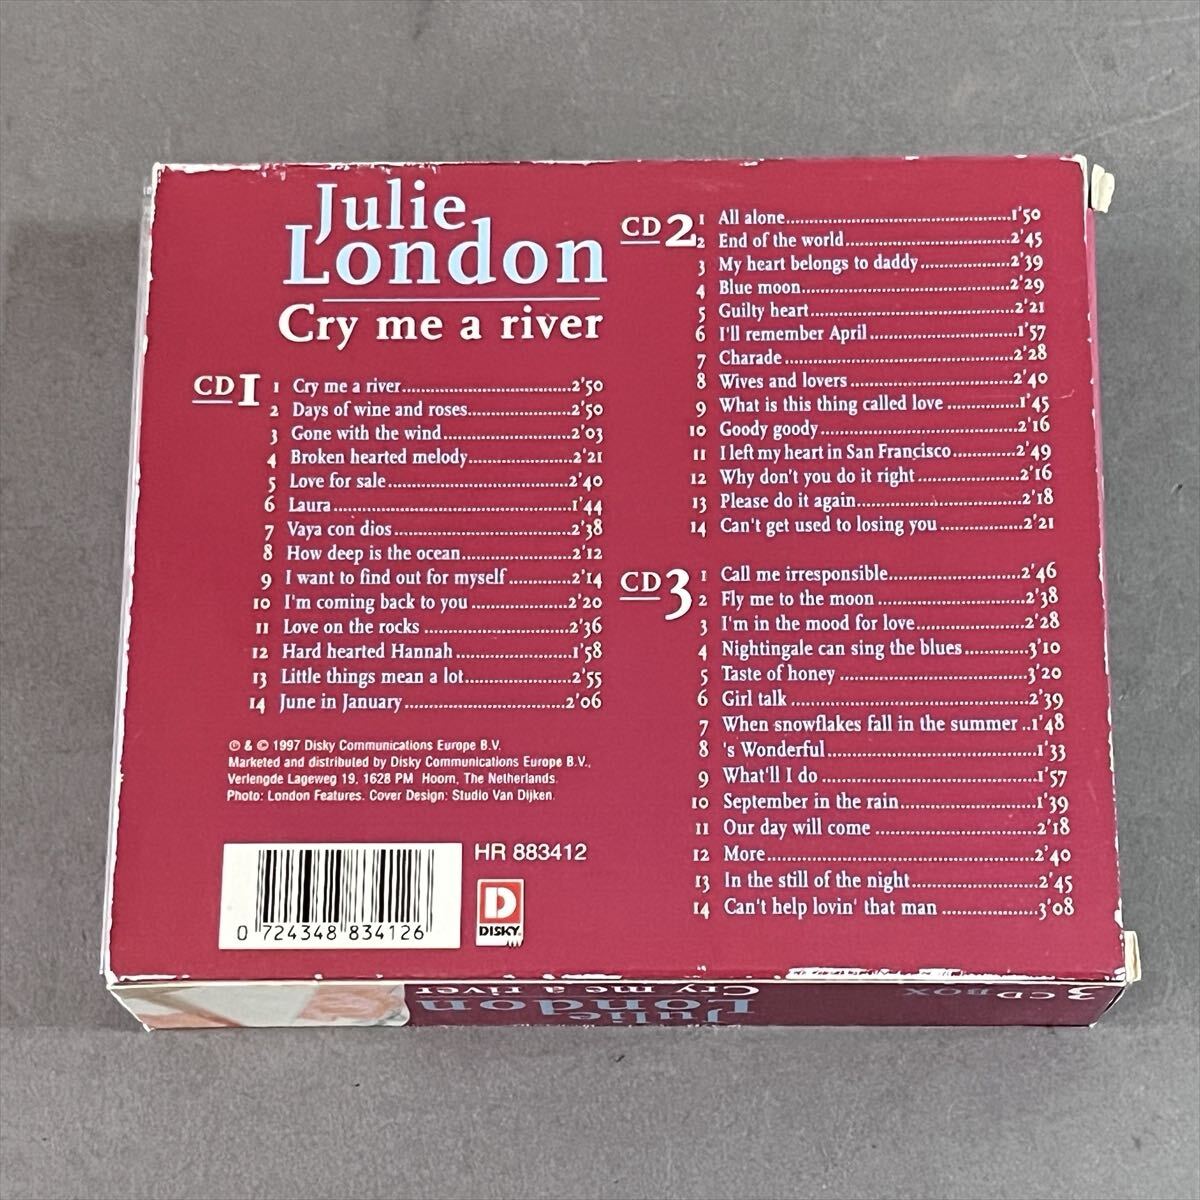 Julie
London
Cry me a river
CD 1
1 Cry me a river..............................2'50
2 Days of wine and roses..................2'50
3 Gone with the wind......................2'03
4 Broken hearted melody..................2'21
5 Love for sale................................2'40
6 Laura..........................................1'44
7 Vaya con dios...............................2'38
8 How deep is the ocean...................2'12
9 I want to find out for myself...........2'14
10 I'm coming back to you.................2'20
11 Love on the rocks.........................2'36
12 Hard hearted Hannah....................1'58
13 Little things mean a lot..................2'55
14 June in January............................2'06
℗ & © 1997 Disky Communications Europe B.V.
Marketed and distributed by Disky Communications Europe B.V.,
Verlengde Lageweg 19, 1628 PM Hoorn, The Netherlands.
Photo: London Features. Cover Design: Studio Van Dijken.
0 724348 834126
HR 883412
D
DISKY
CD 2
1 All alone.......................................1'50
2 End of the world.............................2'45
3 My heart belongs to daddy................2'39
4 Blue moon.....................................2'29
5 Guilty heart...................................2'21
6 I'll remember April..........................1'57
7 Charade........................................2'28
8 Wives and lovers.............................2'40
9 What is this thing called love.............1'45
10 Goody goody.................................2'16
11 I left my heart in San Francisco...........2'49
12 Why don't you do it right..................2'16
13 Please do it again............................2'18
14 Can't get used to losing you..............2'21
CD 3
1 Call me irresponsible........................2'46
2 Fly me to the moon..........................2'38
3 I'm in the mood for love....................2'28
4 Nightingale can sing the blues............3'10
5 Taste of honey.................................3'20
6 Girl talk.........................................2'39
7 When snowflakes fall in the summer..1'48
8 's Wonderful...................................1'33
9 What'll I do....................................1'57
10 September in the rain......................1'39
11 Our day will come...........................2'18
12 More............................................2'40
13 In the still of the night.....................2'45
14 Can't help lovin' that man................3'08
3 CD BOX
Julie
London
Cry me a river